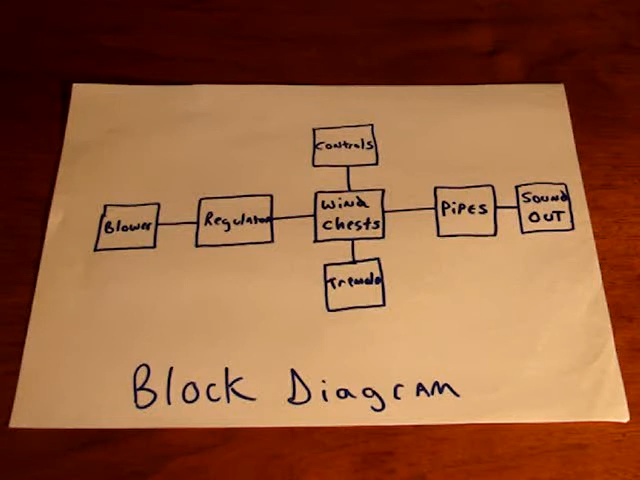 Controls
Blower
Regulator
Wind
Chests
Pipes
Sound
OUT
Tremolo
Block Diagram